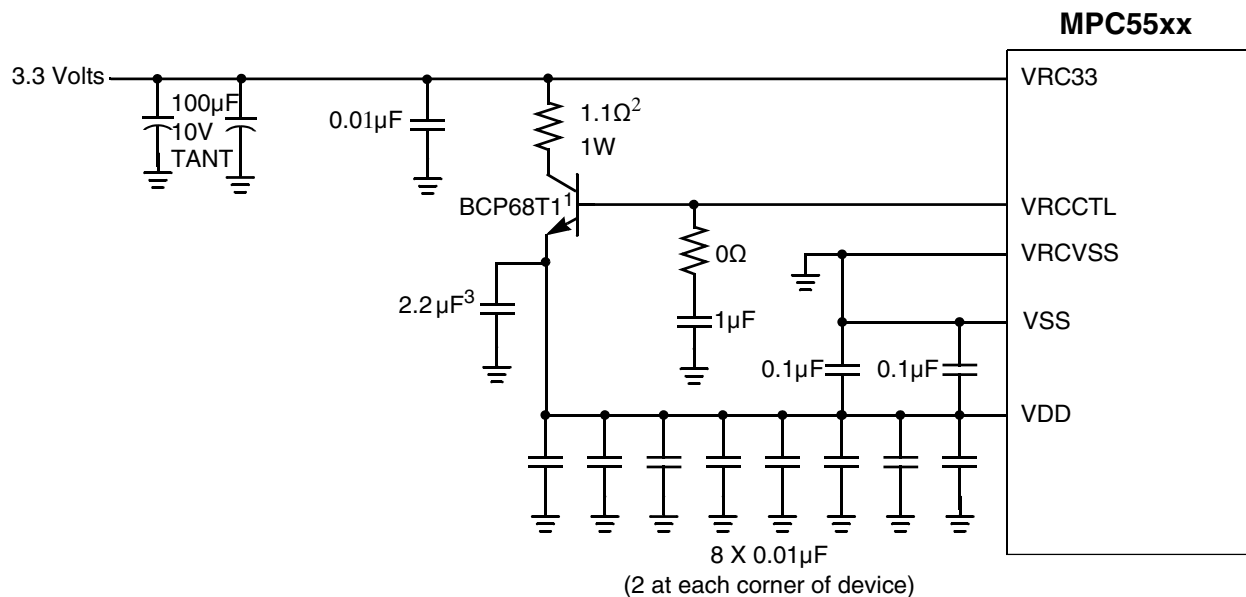 MPC55xx
3.3 Volts
VRC33
100µF
10V
TANT
0.01µF
1.1Ω²
1W
BCP68T1¹
VRCCTL
VRCVSS
0Ω
2.2µF³
1µF
VSS
0.1µF
0.1µF
VDD
8 X 0.01µF
(2 at each corner of device)